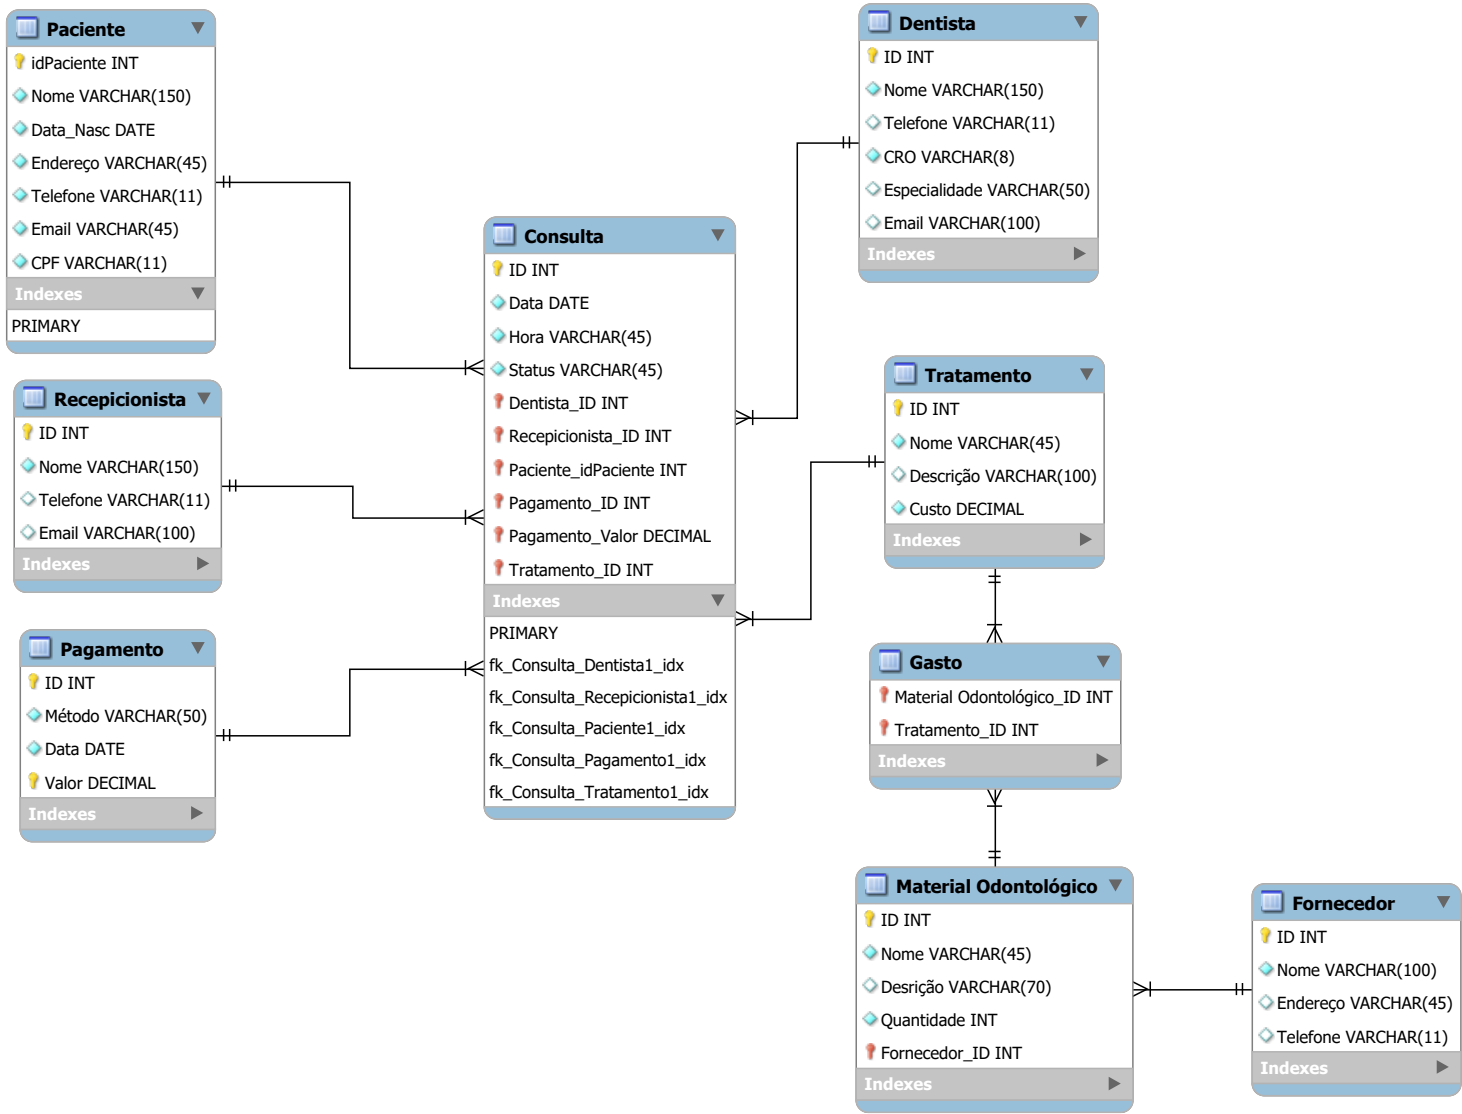 Paciente
idPaciente INT
Nome VARCHAR(150)
Data_Nasc DATE
Endereço VARCHAR(45)
Telefone VARCHAR(11)
Email VARCHAR(45)
CPF VARCHAR(11)
Indexes
PRIMARY
Recepicionista
ID INT
Nome VARCHAR(150)
Telefone VARCHAR(11)
Email VARCHAR(100)
Indexes
Pagamento
ID INT
Método VARCHAR(50)
Data DATE
Valor DECIMAL
Indexes
Consulta
ID INT
Data DATE
Hora VARCHAR(45)
Status VARCHAR(45)
Dentista_ID INT
Recepicionista_ID INT
Paciente_idPaciente INT
Pagamento_ID INT
Pagamento_Valor DECIMAL
Tratamento_ID INT
Indexes
PRIMARY
fk_Consulta_Dentista1_idx
fk_Consulta_Recepicionista1_idx
fk_Consulta_Paciente1_idx
fk_Consulta_Pagamento1_idx
fk_Consulta_Tratamento1_idx
Dentista
ID INT
Nome VARCHAR(150)
Telefone VARCHAR(11)
CRO VARCHAR(8)
Especialidade VARCHAR(50)
Email VARCHAR(100)
Indexes
Tratamento
ID INT
Nome VARCHAR(45)
Descrição VARCHAR(100)
Custo DECIMAL
Indexes
Gasto
Material Odontológico_ID INT
Tratamento_ID INT
Indexes
Material Odontológico
ID INT
Nome VARCHAR(45)
Desrição VARCHAR(70)
Quantidade INT
Fornecedor_ID INT
Indexes
Fornecedor
ID INT
Nome VARCHAR(100)
Endereço VARCHAR(45)
Telefone VARCHAR(11)
Indexes